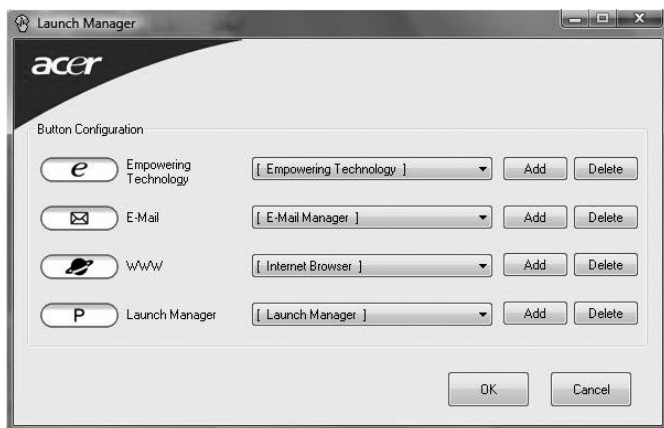 Launch Manager
acer
Button Configuration
e Empowering Technology [ Empowering Technology ] Add Delete
E-Mail [ E-Mail Manager ] Add Delete
WWW [ Internet Browser ] Add Delete
P Launch Manager [ Launch Manager ] Add Delete
OK Cancel